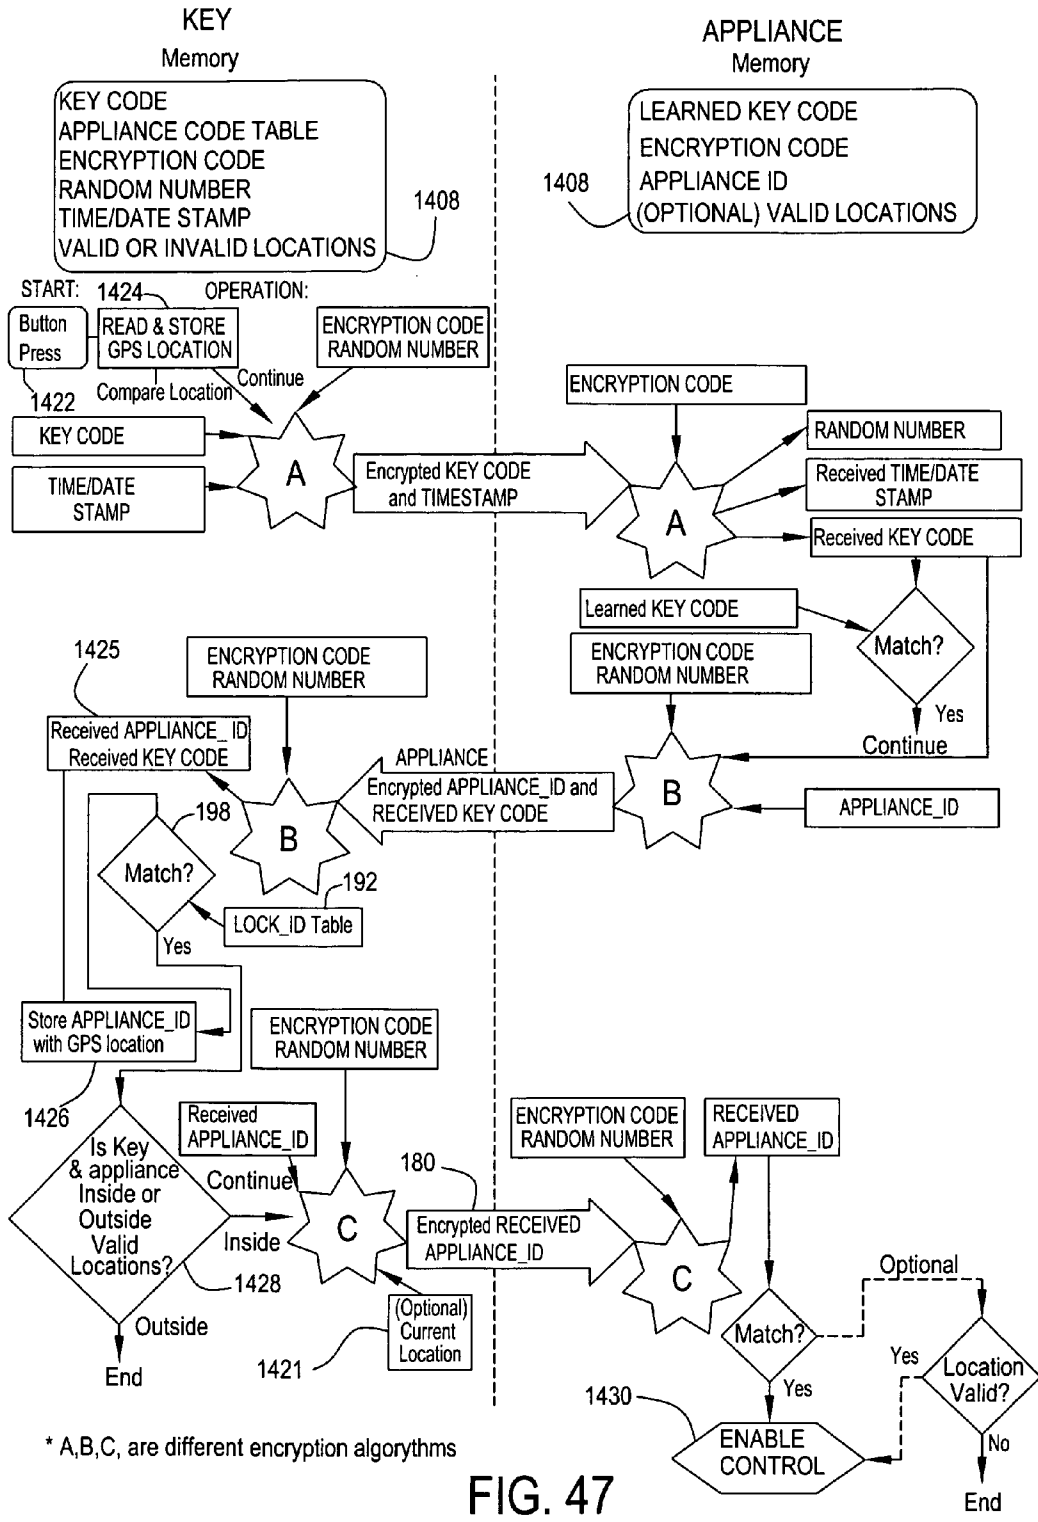 KEY
Memory
KEY CODE
APPLIANCE CODE TABLE
ENCRYPTION CODE
RANDOM NUMBER
TIME/DATE STAMP
VALID OR INVALID LOCATIONS
1408
APPLIANCE
Memory
LEARNED KEY CODE
ENCRYPTION CODE
APPLIANCE ID
(OPTIONAL) VALID LOCATIONS
1408
START:
1424
OPERATION:
Button
Press
1422
READ & STORE
GPS LOCATION
Compare Location
Continue
ENCRYPTION CODE
RANDOM NUMBER
KEY CODE
TIME/DATE
STAMP
A
Encrypted KEY CODE
and TIMESTAMP
ENCRYPTION CODE
A
RANDOM NUMBER
Received TIME/DATE
STAMP
Received KEY CODE
Learned KEY CODE
Match?
Yes
Continue
ENCRYPTION CODE
RANDOM NUMBER
B
APPLIANCE_ID
APPLIANCE
Encrypted APPLIANCE_ID and
RECEIVED KEY CODE
ENCRYPTION CODE
RANDOM NUMBER
B
1425
Received APPLIANCE_ID
Received KEY CODE
198
Match?
192
LOCK_ID Table
Yes
Store APPLIANCE_ID
with GPS location
1426
ENCRYPTION CODE
RANDOM NUMBER
Received
APPLIANCE_ID
Is Key
& appliance
Inside or
Outside
Valid
Locations?
Continue
Inside
1428
Outside
End
C
(Optional)
Current
Location
1421
180
Encrypted RECEIVED
APPLIANCE_ID
ENCRYPTION CODE
RANDOM NUMBER
RECEIVED
APPLIANCE_ID
C
Match?
Optional
Yes
Yes
Location
Valid?
No
End
1430
ENABLE
CONTROL
* A,B,C, are different encryption algorythms
FIG. 47